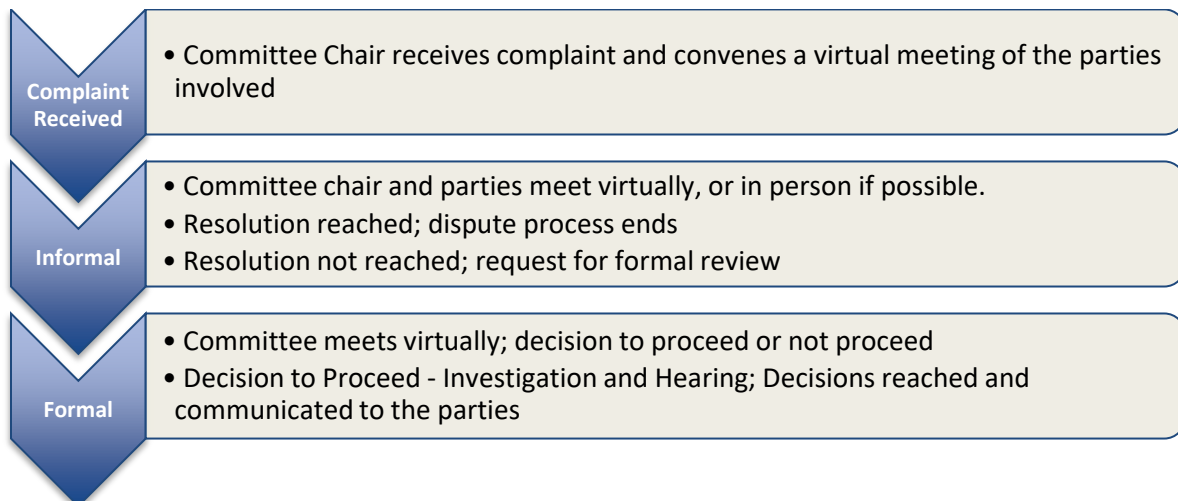 Complaint
Received
• Committee Chair receives complaint and convenes a virtual meeting of the parties
involved
Informal
• Committee chair and parties meet virtually, or in person if possible.
• Resolution reached; dispute process ends
• Resolution not reached; request for formal review
Formal
• Committee meets virtually; decision to proceed or not proceed
• Decision to Proceed - Investigation and Hearing; Decisions reached and
communicated to the parties